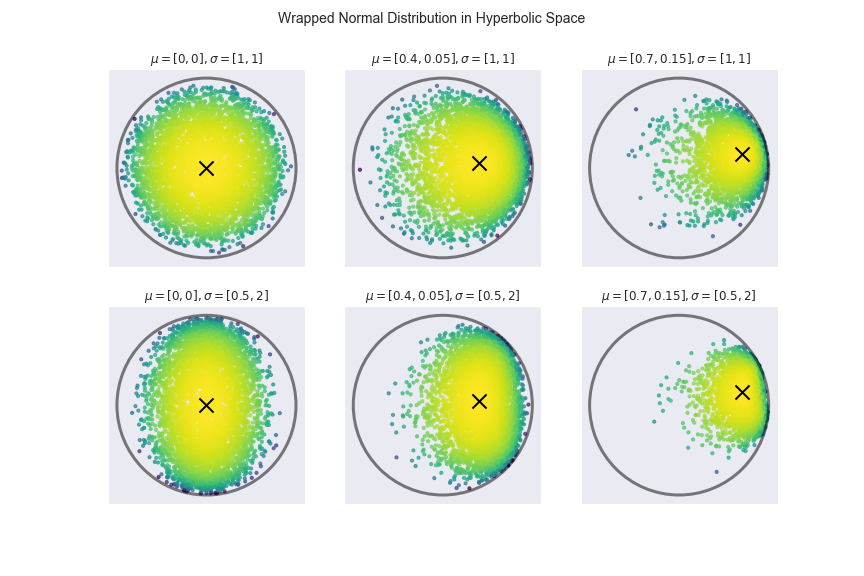 Wrapped Normal Distribution in Hyperbolic Space
μ = [0, 0], σ = [1, 1]
μ = [0.4, 0.05], σ = [1, 1]
μ = [0.7, 0.15], σ = [1, 1]
μ = [0, 0], σ = [0.5, 2]
μ = [0.4, 0.05], σ = [0.5, 2]
μ = [0.7, 0.15], σ = [0.5, 2]